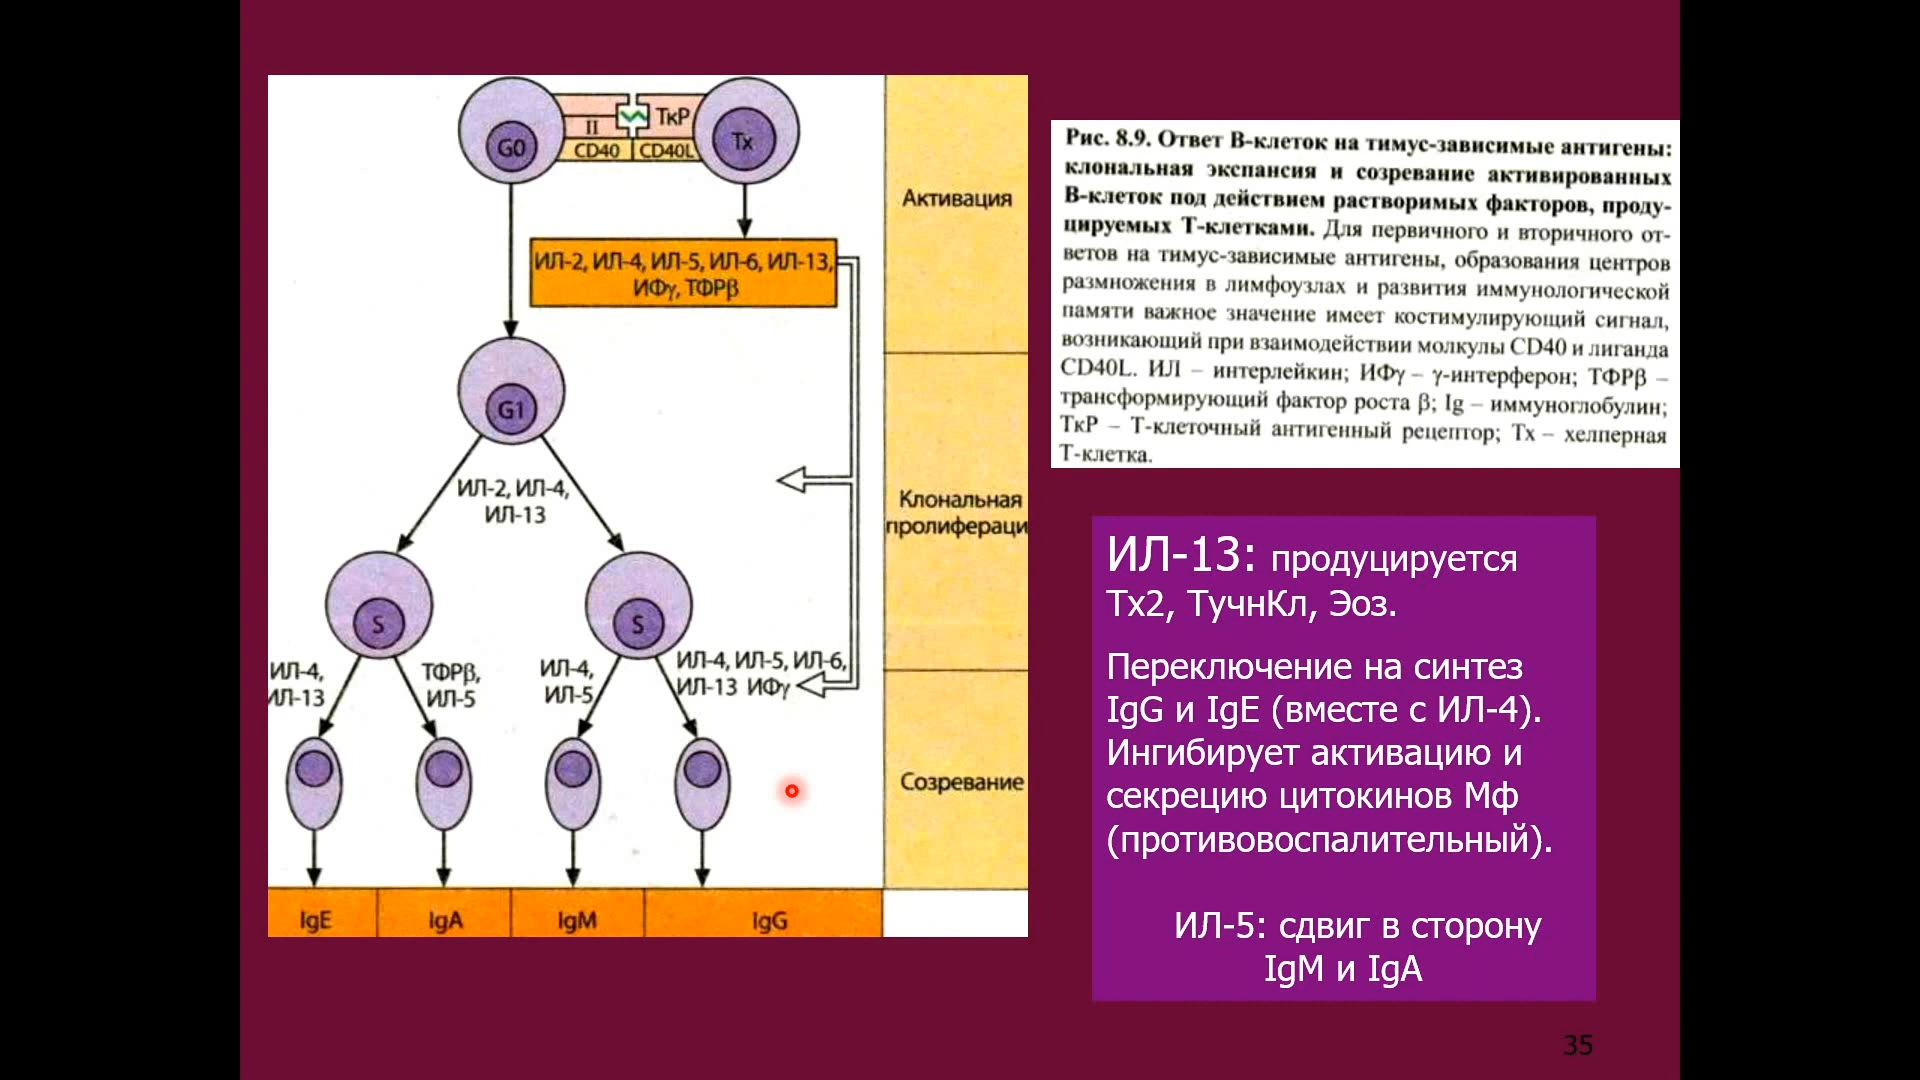 G0
II
ТкР
CD40
CD40L
Тх
Активация
ИЛ-2, ИЛ-4, ИЛ-5, ИЛ-6, ИЛ-13,
ИФγ, ТФРβ
G1
ИЛ-2, ИЛ-4,
ИЛ-13
Клональная
пролифераци
S
S
ИЛ-4,
ИЛ-13
ТФРβ,
ИЛ-5
ИЛ-4,
ИЛ-5
ИЛ-4, ИЛ-5, ИЛ-6,
ИЛ-13 ИФγ
Созревание
IgE
IgA
IgM
IgG
Рис. 8.9. Ответ В-клеток на тимус-зависимые антигены:
клональная экспансия и созревание активированных
В-клеток под действием растворимых факторов, проду-
цируемых Т-клетками. Для первичного и вторичного от-
ветов на тимус-зависимые антигены, образования центров
размножения в лимфоузлах и развития иммунологической
памяти важное значение имеет костимулирующий сигнал,
возникающий при взаимодействии молкулы CD40 и лиганда
CD40L. ИЛ – интерлейкин; ИФγ – γ-интерферон; ТФРβ –
трансформирующий фактор роста β; Ig – иммуноглобулин;
ТкР – Т-клеточный антигенный рецептор; Тх – хелперная
Т-клетка.
ИЛ-13: продуцируется
Тх2, ТучнКл, Эоз.
Переключение на синтез
IgG и IgE (вместе с ИЛ-4).
Ингибирует активацию и
секрецию цитокинов Мф
(противовоспалительный).
ИЛ-5: сдвиг в сторону
IgM и IgA
35